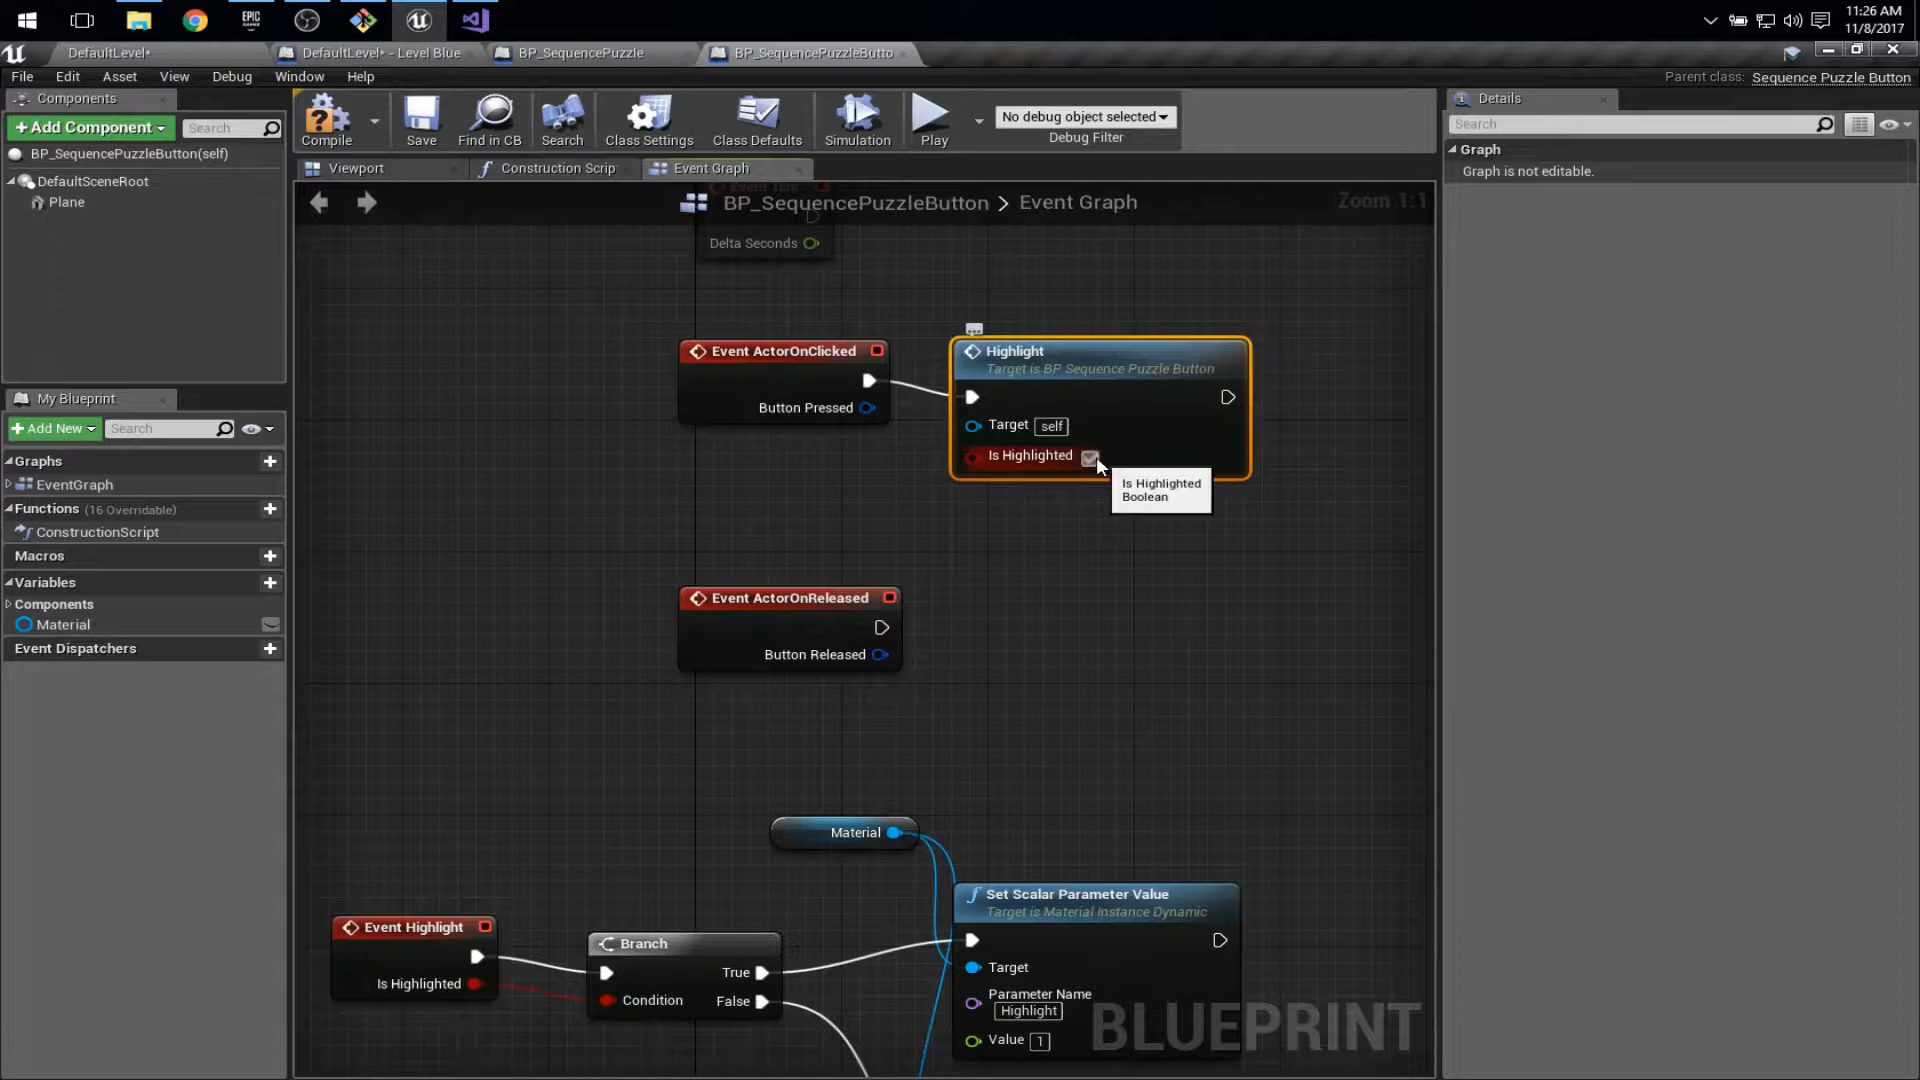 EPIC
GAMES
11:26 AM
11/8/2017
DefaultLevel*
DefaultLevel* - Level Blue
BP_SequencePuzzle
BP_SequencePuzzleButto
File
Edit
Asset
View
Debug
Window
Help
Parent class:
Sequence Puzzle Button
Components
+Add Component
Search
BP_SequencePuzzleButton(self)
DefaultSceneRoot
Plane
Compile
Save
Find in CB
Search
Class Settings
Class Defaults
Simulation
Play
No debug object selected
Debug Filter
Details
Search
Graph
Graph is not editable.
Viewport
Construction Scrip
Event Graph
BP_SequencePuzzleButton > Event Graph
Zoom 1:1
Event Tick
Delta Seconds
Event ActorOnClicked
Button Pressed
Highlight
Target is BP Sequence Puzzle Button
Target self
Is Highlighted
Is Highlighted
Boolean
Event ActorOnReleased
Button Released
My Blueprint
+Add New
Search
Graphs
EventGraph
Functions (16 Overridable)
ConstructionScript
Macros
Variables
Components
Material
Event Dispatchers
Material
Event Highlight
Is Highlighted
Branch
True
Condition
False
Set Scalar Parameter Value
Target is Material Instance Dynamic
Target
Parameter Name
Highlight
Value 1
BLUEPRINT